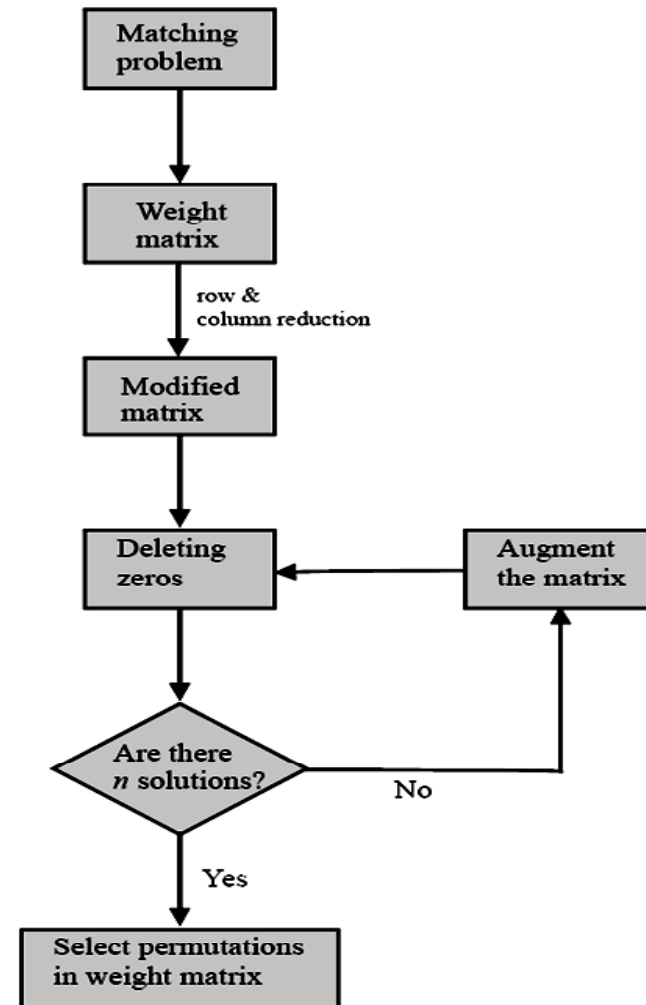 Matching
problem
Weight
matrix
row &
column reduction
Modified
matrix
Deleting
zeros
Augment
the matrix
Are there
n solutions?
No
Yes
Select permutations
in weight matrix